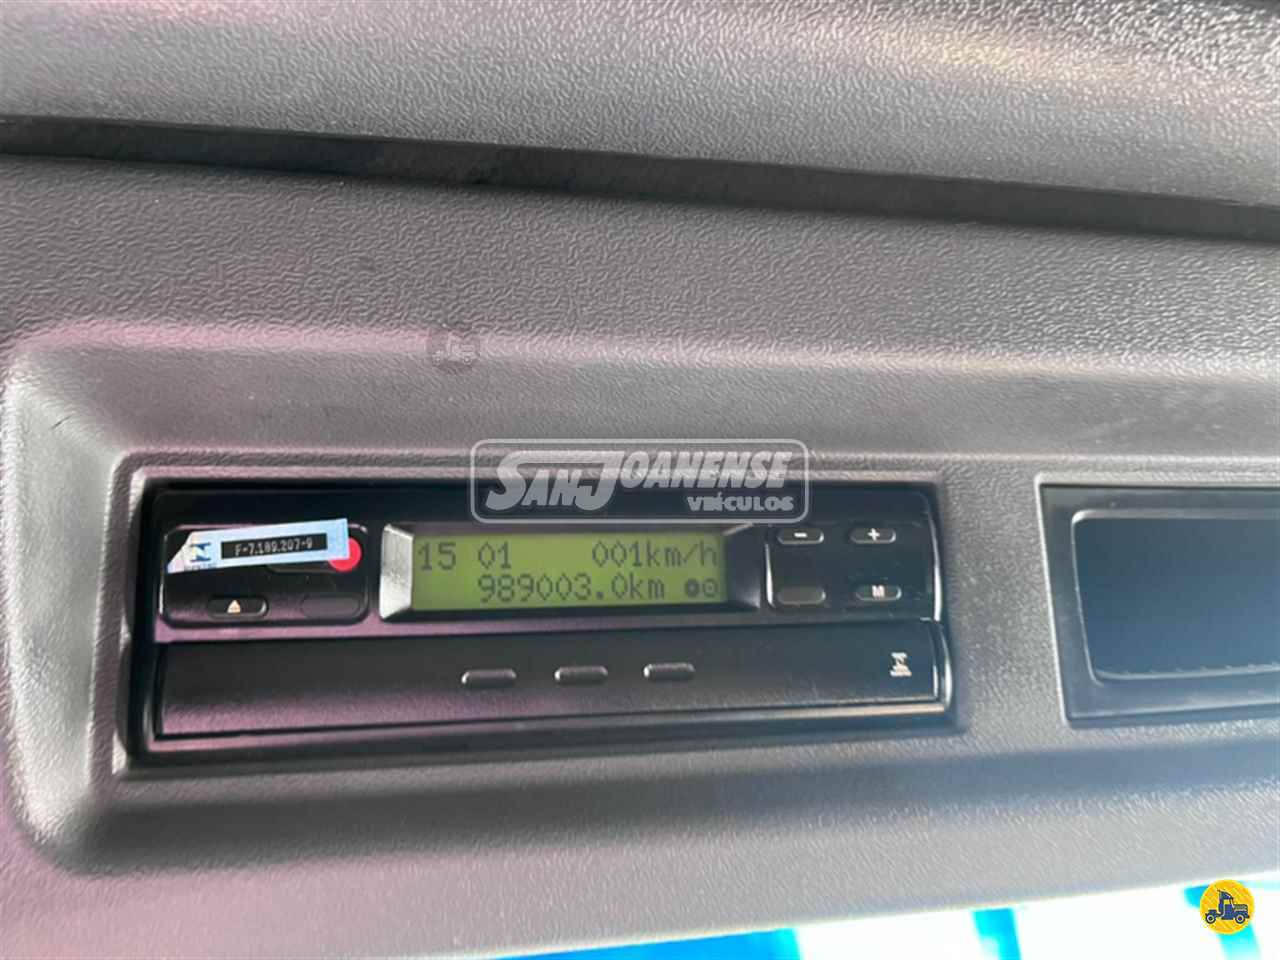 SANJOANENSE
VEÍCULOS
F-7.189.207-9
15 01 001km/h
989003.0km
- +
M